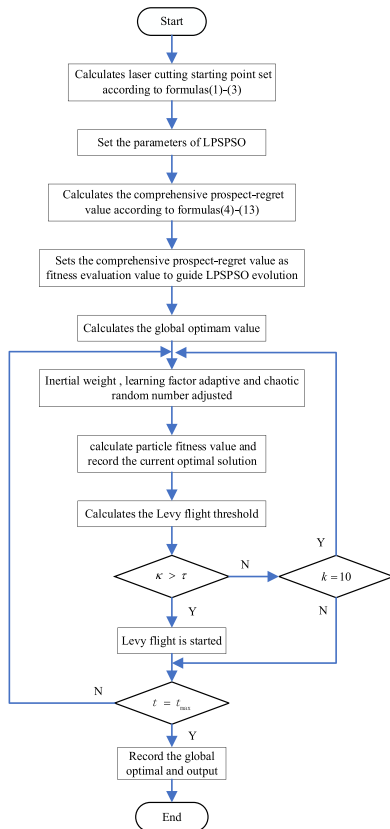 Start
Calculates laser cutting starting point set
according to formulas(1)-(3)
Set the parameters of LPSPSO
Calculates the comprehensive prospect-regret
value according to formulas(4)-(13)
Sets the comprehensive prospect-regret value as
fitness evaluation value to guide LPSPSO evolution
Calculates the global optimam value
Inertial weight , learning factor adaptive and chaotic
random number adjusted
calculate particle fitness value and
record the current optimal solution
Calculates the Levy flight threshold
κ > τ
N
k = 10
Y
N
Y
Levy flight is started
N
t = t_max
Y
Record the global
optimal and output
End